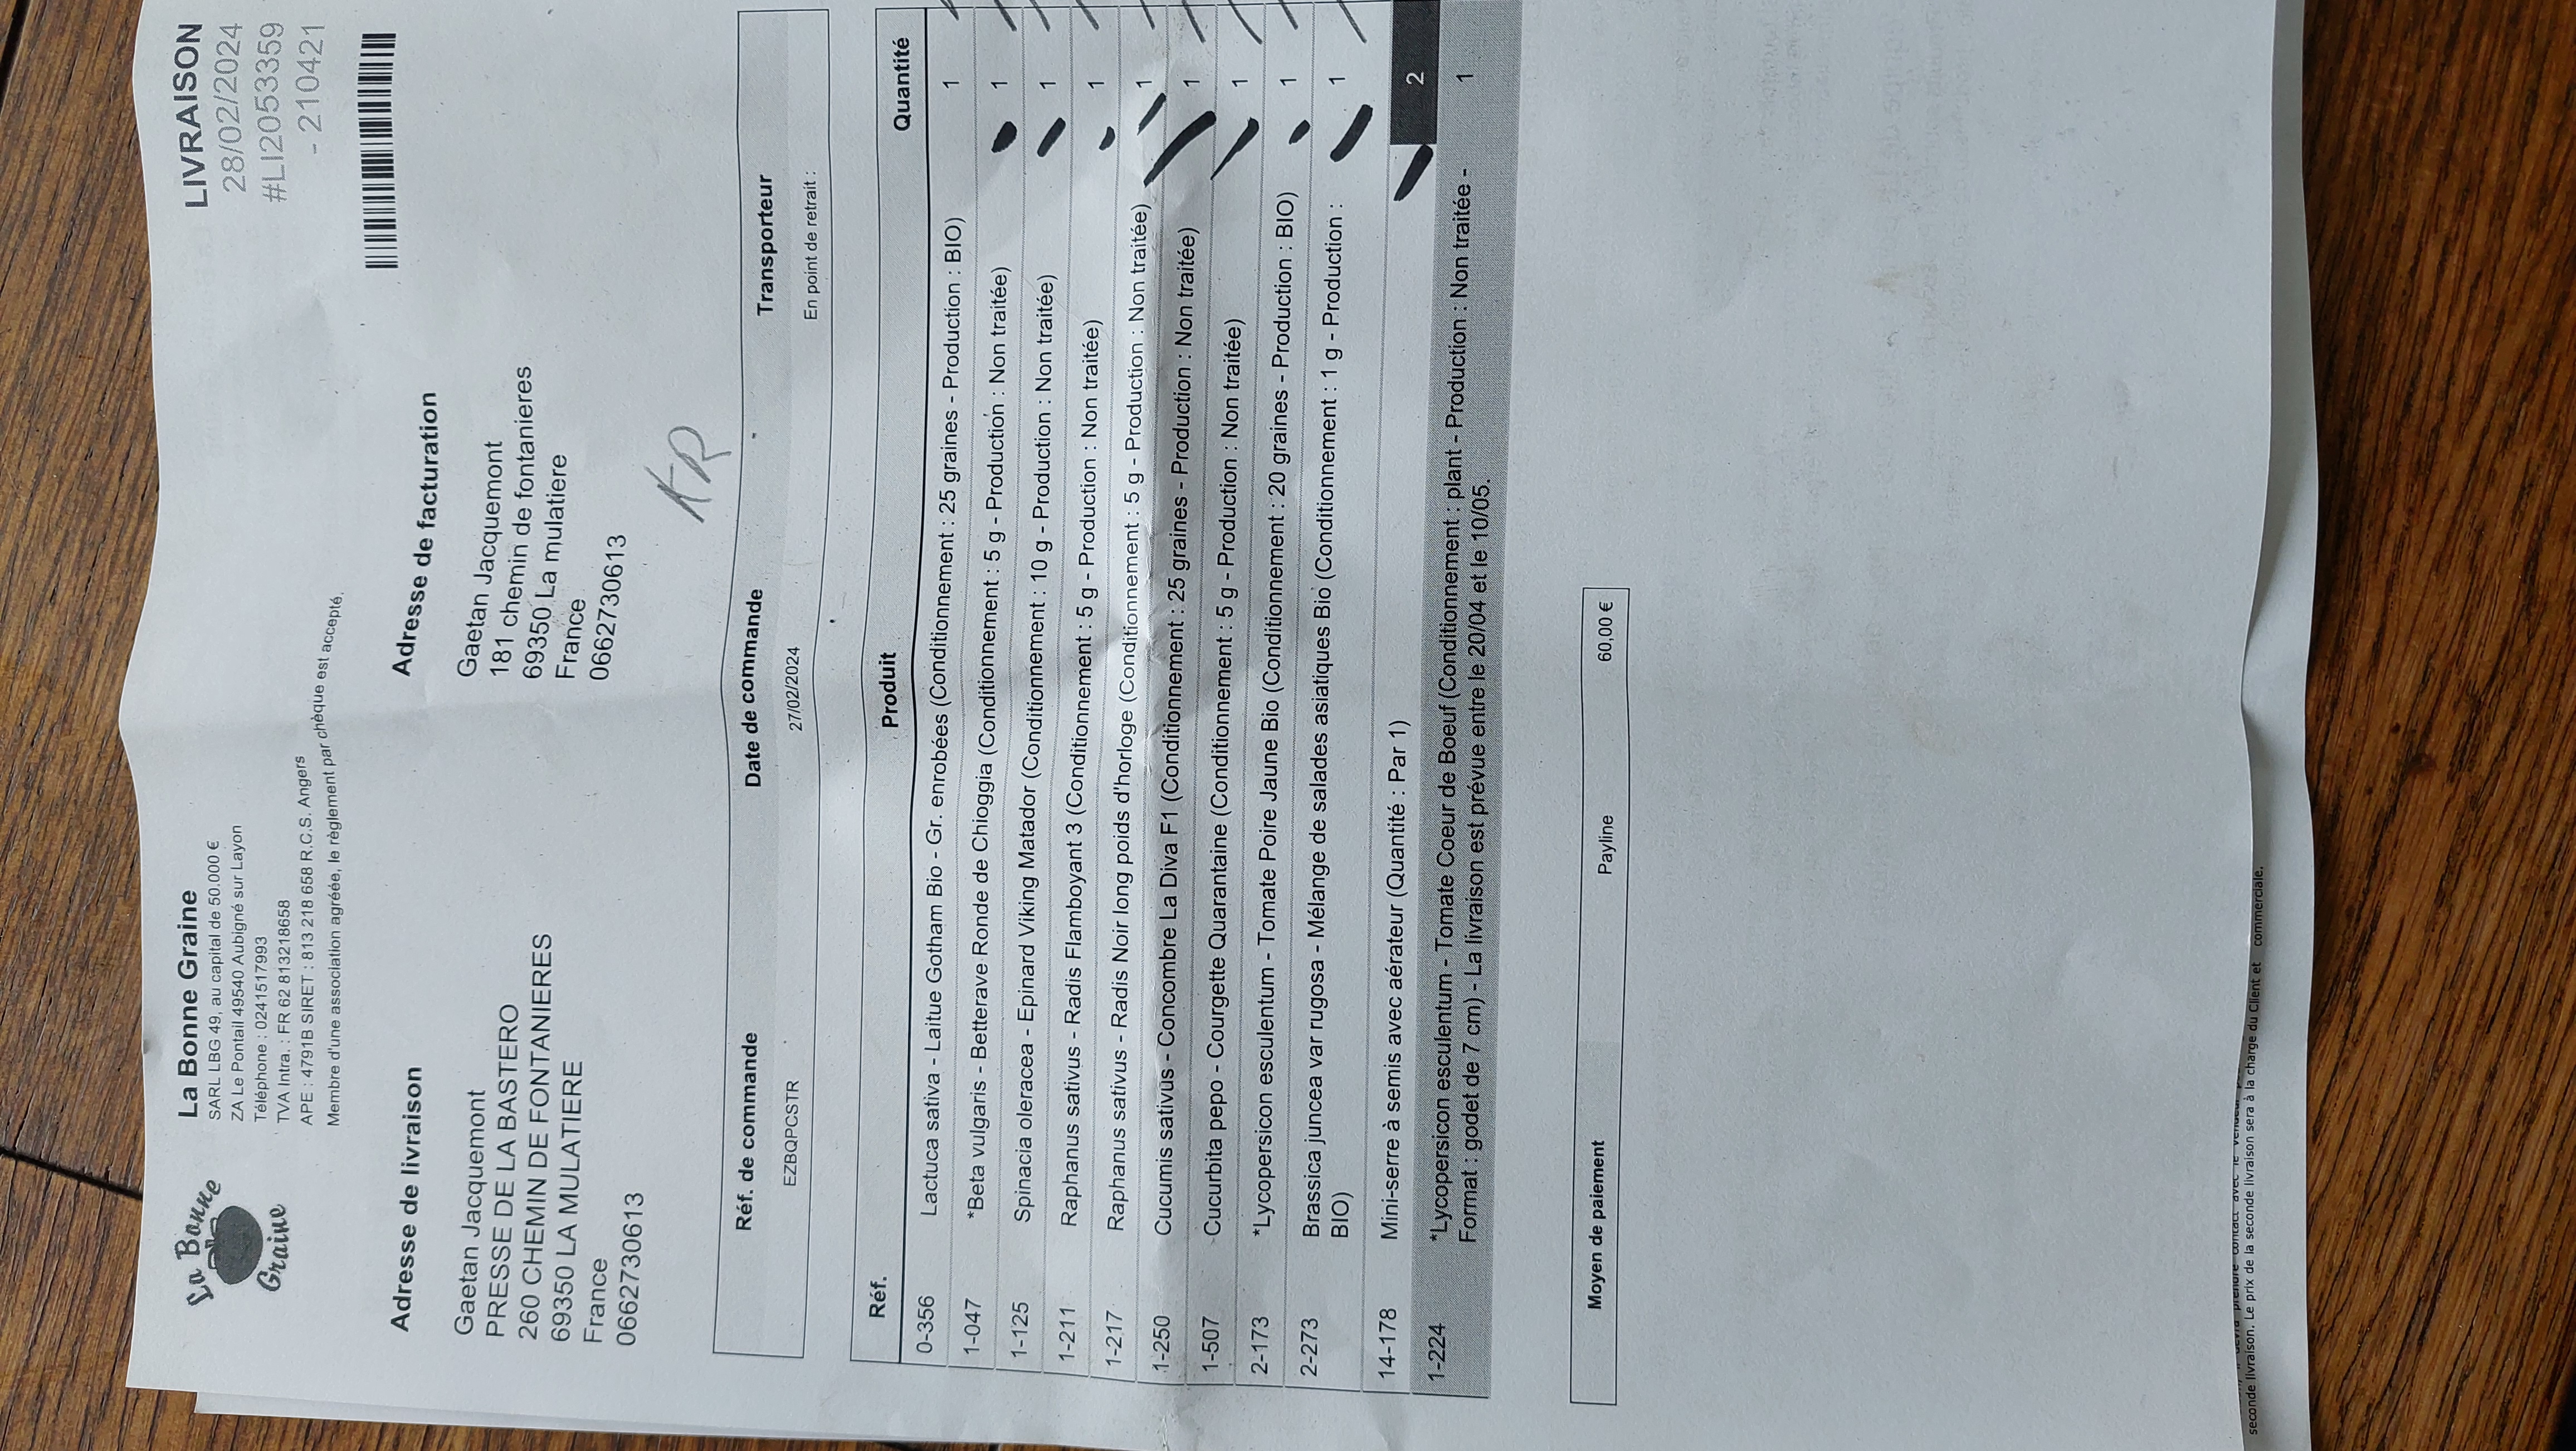 La Bonne
Graine
La Bonne Graine
SARL LBG 49, au capital de 50.000 €
ZA Le Pontail 49540 Aubigné sur Layon
Téléphone : 0241517993
TVA Intra. : FR 62 813218658
APE : 4791B SIRET : 813 218 658 R.C.S. Angers
Membre d'une association agréée, le règlement par chèque est accepté.
LIVRAISON
28/02/2024
#LI2053359
- 210421
Adresse de livraison
Gaetan Jacquemont
PRESSE DE LA BASTERO
260 CHEMIN DE FONTANIERES
69350 LA MULATIERE
France
0662730613
Adresse de facturation
Gaetan Jacquemont
181 chemin de fontanieres
69350 La mulatiere
France
0662730613
KR
Réf. de commande Date de commande Transporteur
EZBQPCSTR 27/02/2024 En point de retrait :
Réf. Produit Quantité
0-356 Lactuca sativa - Laitue Gotham Bio - Gr. enrobées (Conditionnement : 25 graines - Production : BIO) 1
1-047 *Beta vulgaris - Betterave Ronde de Chioggia (Conditionnement : 5 g - Production : Non traitée) 1
1-125 Spinacia oleracea - Epinard Viking Matador (Conditionnement : 10 g - Production : Non traitée) 1
1-211 Raphanus sativus - Radis Flamboyant 3 (Conditionnement : 5 g - Production : Non traitée) 1
1-217 Raphanus sativus - Radis Noir long poids d'horloge (Conditionnement : 5 g - Production : Non traitée) 1
1-250 Cucumis sativus - Concombre La Diva F1 (Conditionnement : 25 graines - Production : Non traitée) 1
1-507 Cucurbita pepo - Courgette Quarantaine (Conditionnement : 5 g - Production : Non traitée) 1
2-173 *Lycopersicon esculentum - Tomate Poire Jaune Bio (Conditionnement : 20 graines - Production : BIO) 1
2-273 Brassica juncea var rugosa - Mélange de salades asiatiques Bio (Conditionnement : 1 g - Production : 1
BIO)
14-178 Mini-serre à semis avec aérateur (Quantité : Par 1) 2
1-224 *Lycopersicon esculentum - Tomate Coeur de Boeuf (Conditionnement : plant - Production : Non traitée - 1
Format : godet de 7 cm) - La livraison est prévue entre le 20/04 et le 10/05.
Moyen de paiement Payline 60,00 €
devra prendre contact avec le vendeur
seconde livraison. Le prix de la seconde livraison sera à la charge du Client et commerciale.